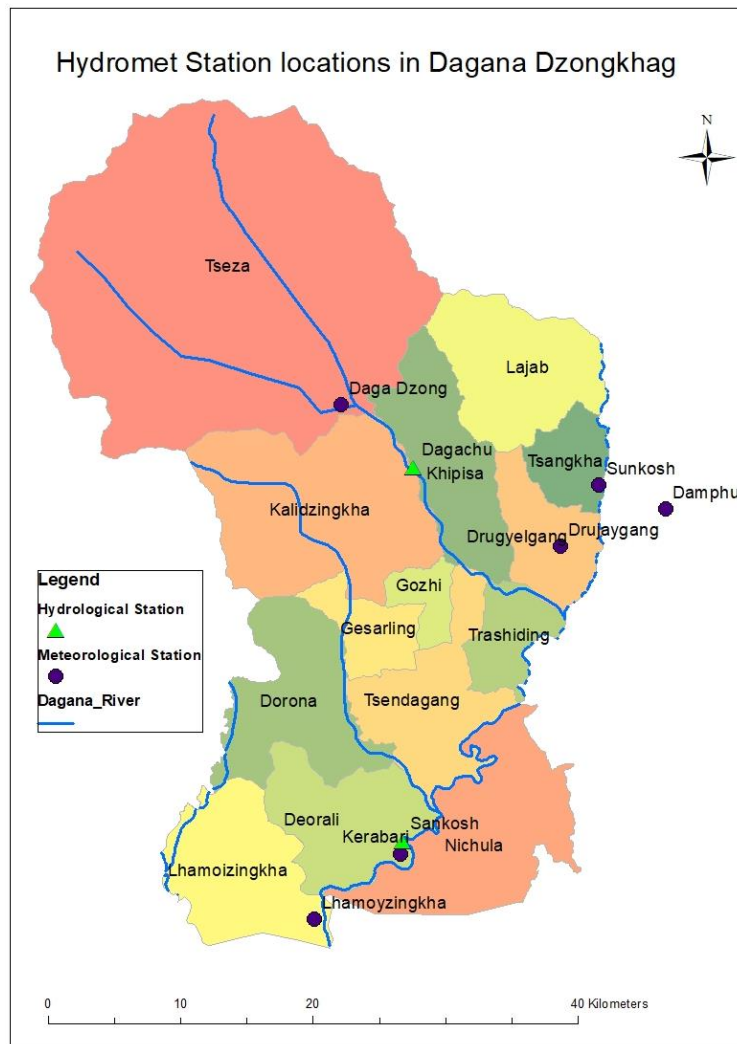 Hydromet Station locations in Dagana Dzongkhag
N
Tseza
Lajab
Daga Dzong
Dagachu
Khipisa
Tsangkha
Sunkosh
Damphu
Kalidzingkha
Drugyelgang
Drujaygang
Gozhi
Gesarling
Trashiding
Legend
Hydrological Station
Meteorological Station
Dagana_River
Dorona
Tsendagang
Deorali
Sankosh
Kerabari
Nichula
Lhamoizingkha
Lhamoyzingkha
0 10 20 40 Kilometers